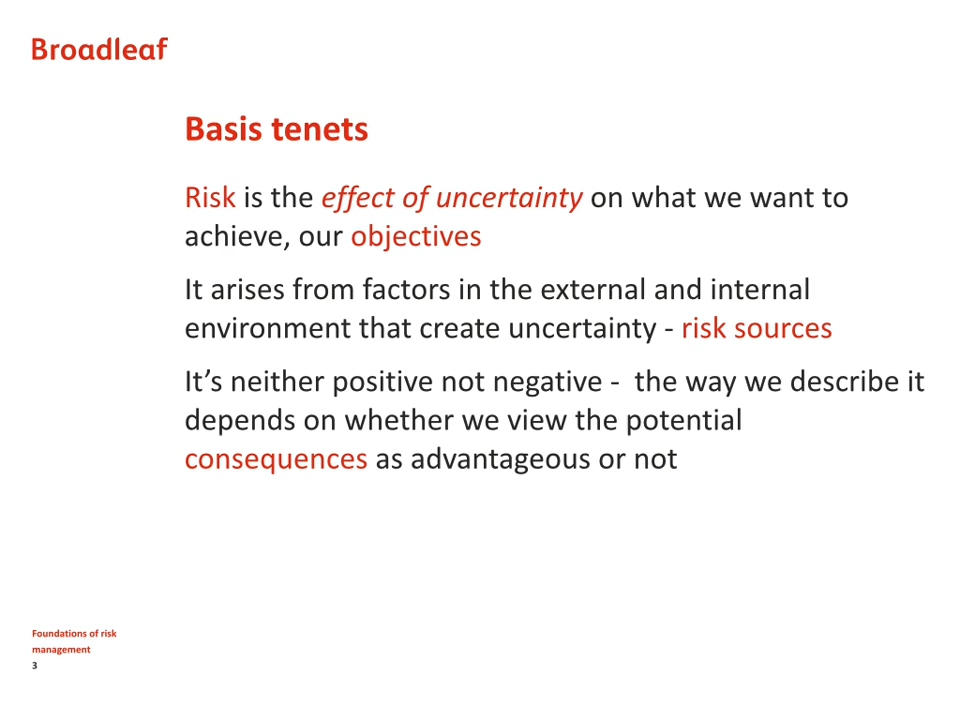 Broadleaf
Basis tenets
Risk is the effect of uncertainty on what we want to
achieve, our objectives
It arises from factors in the external and internal
environment that create uncertainty - risk sources
It’s neither positive not negative -  the way we describe it
depends on whether we view the potential
consequences as advantageous or not
Foundations of risk
management
3